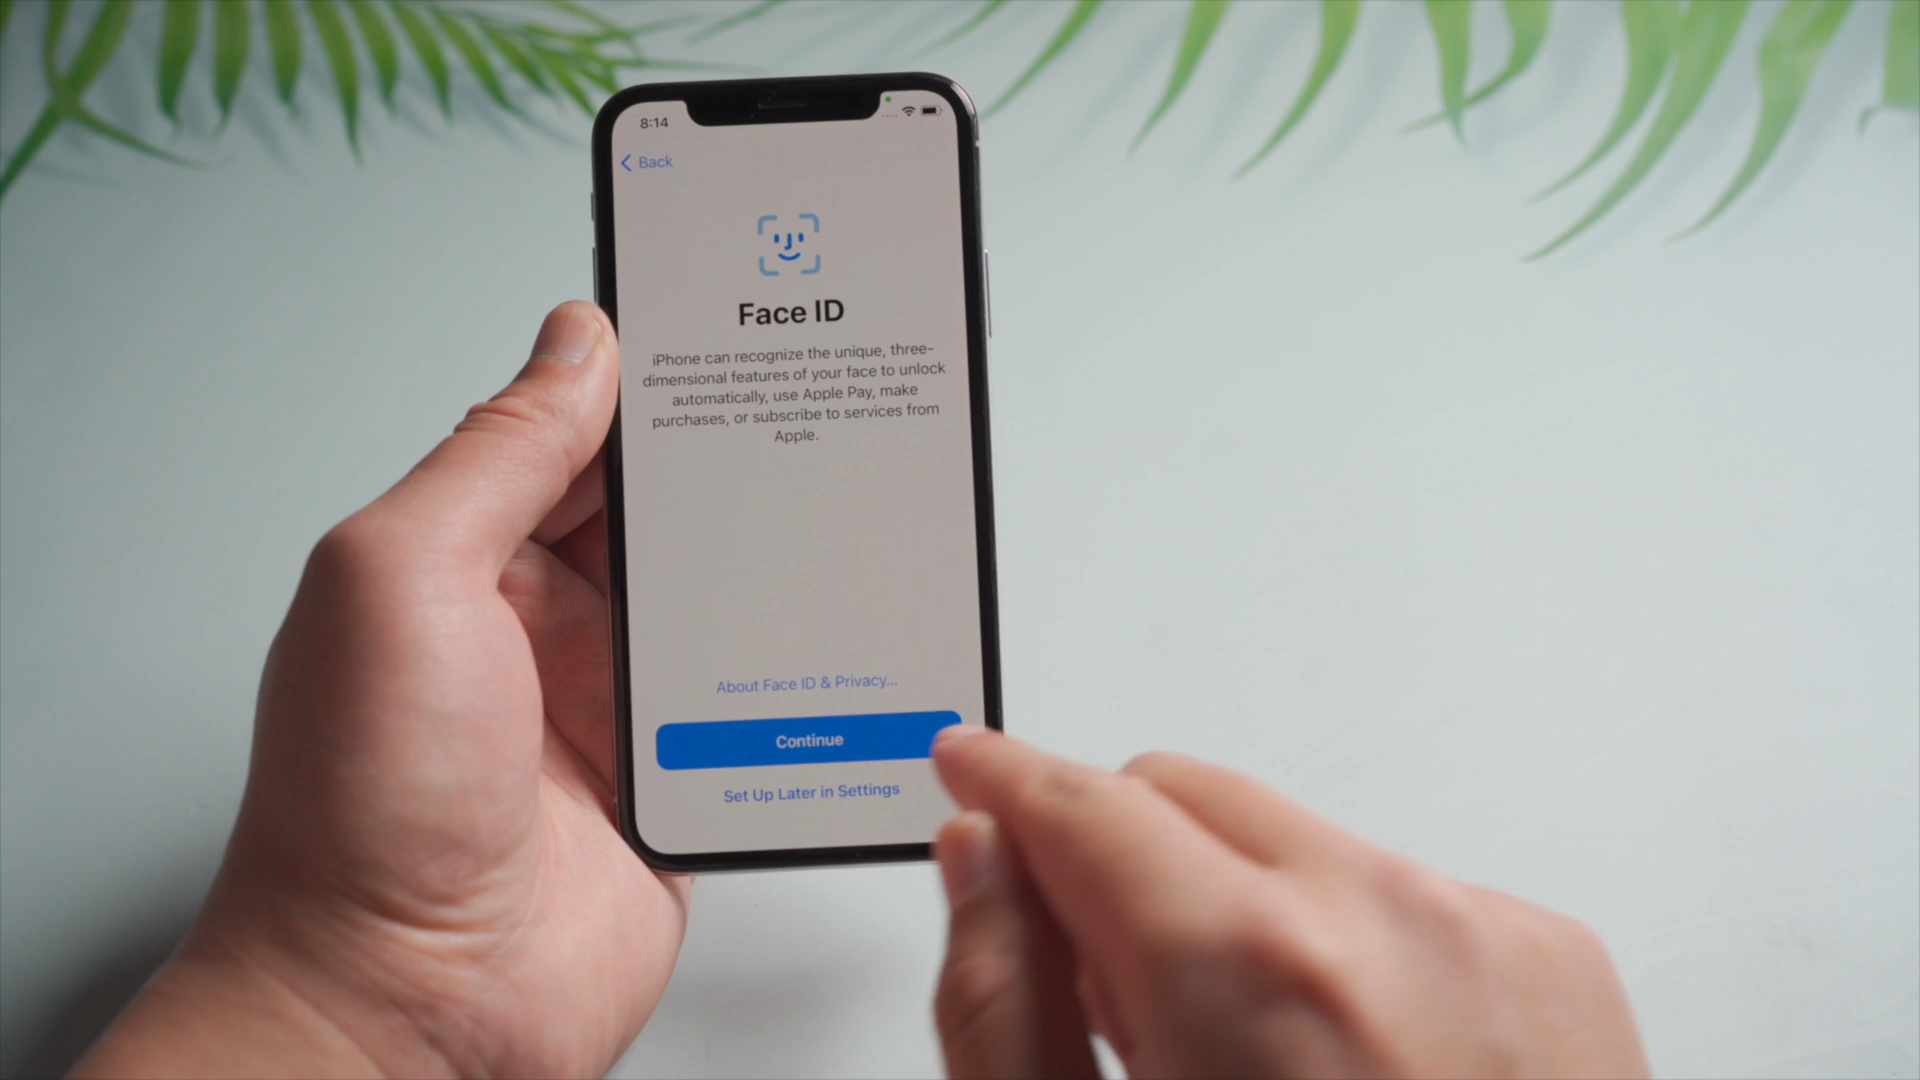 8:14
Back
Face ID
iPhone can recognize the unique, three-
dimensional features of your face to unlock
automatically, use Apple Pay, make
purchases, or subscribe to services from
Apple.
About Face ID & Privacy...
Continue
Set Up Later in Settings